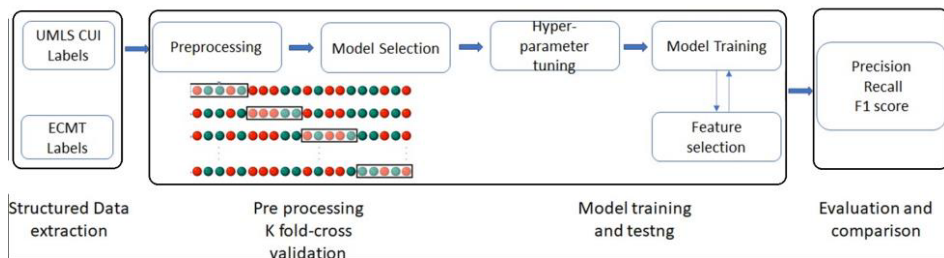 UMLS CUI
Labels
ECMT
Labels
Preprocessing
Model Selection
Hyper-
parameter
tuning
Model Training
Feature
selection
Precision
Recall
F1 score
Structured Data
extraction
Pre processing
K fold-cross
validation
Model training
and testng
Evaluation and
comparison